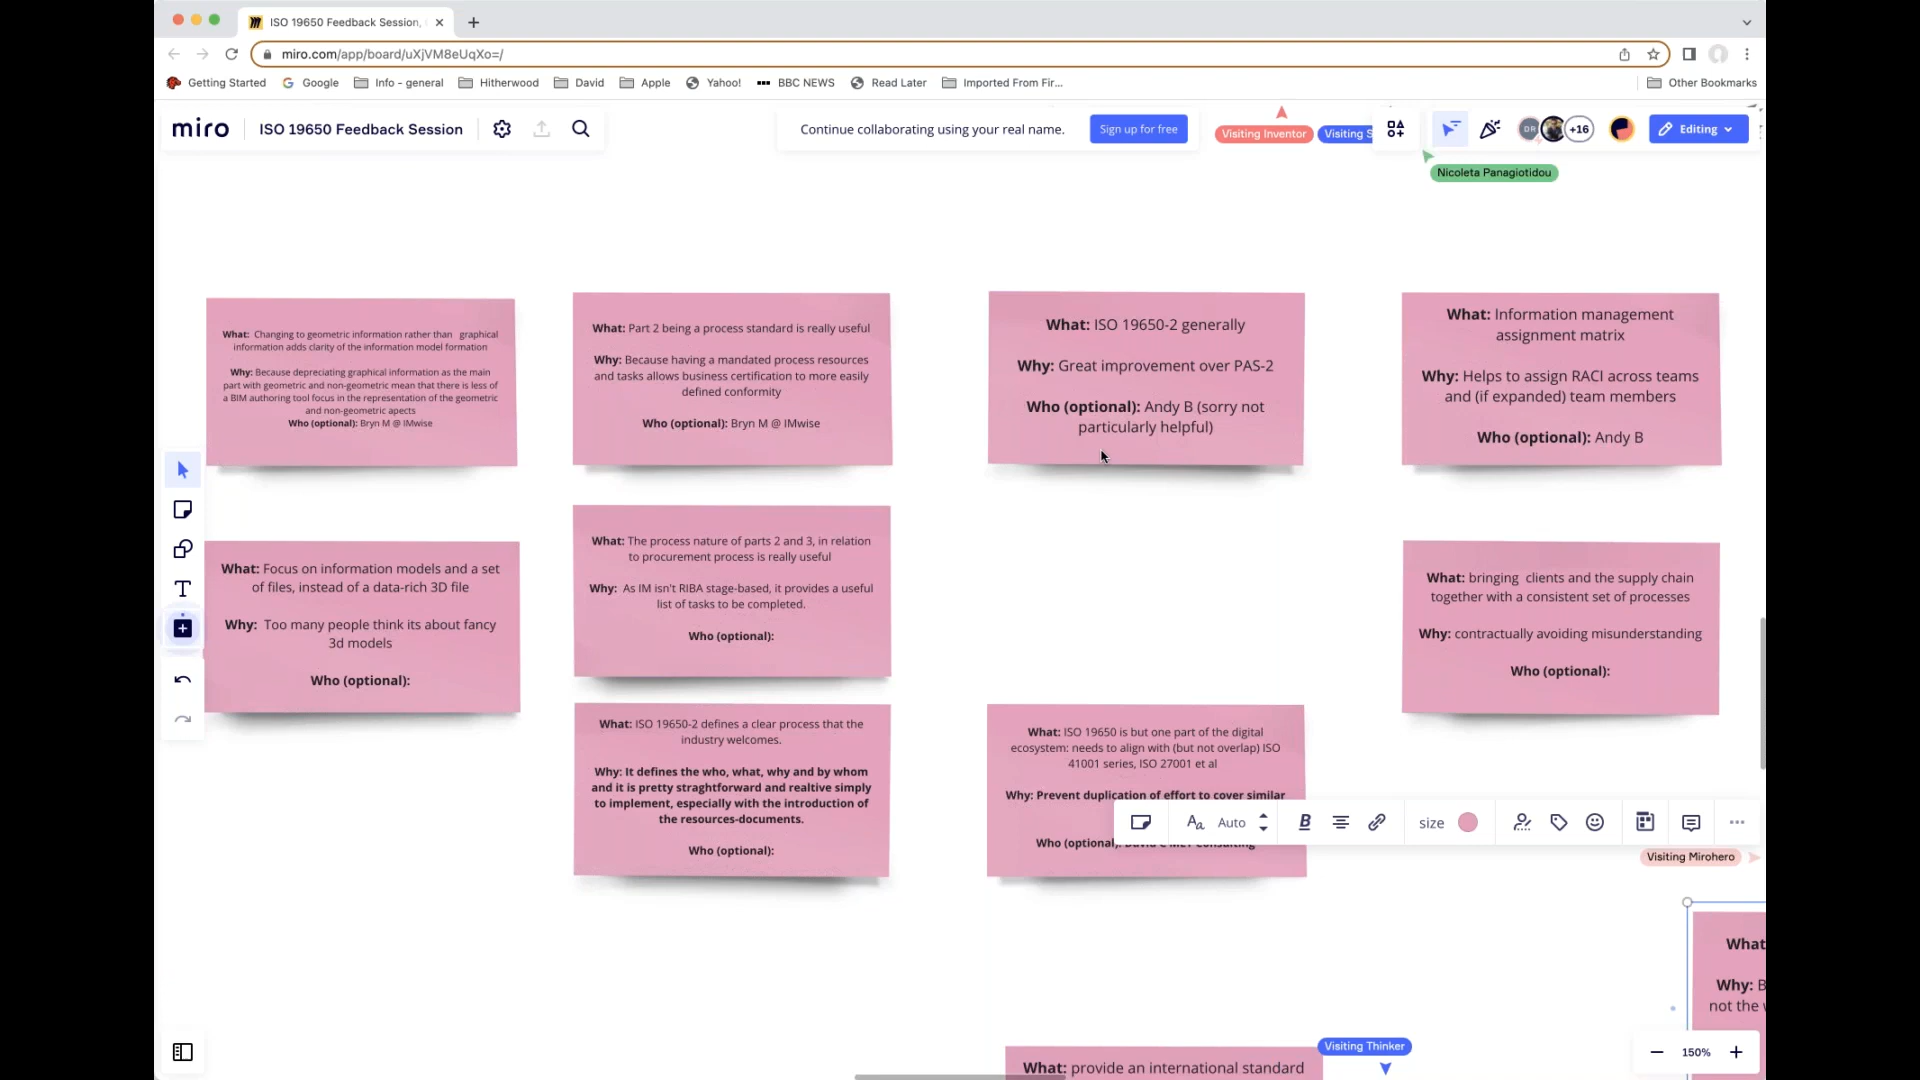 ISO 19650 Feedback Session,
miro.com/app/board/uXjVM8eUqXo=/
Getting Started
Google
Info - general
Hitherwood
David
Apple
Yahoo!
BBC NEWS
Read Later
Imported From Fir...
Other Bookmarks
miro
ISO 19650 Feedback Session
Continue collaborating using your real name.
Sign up for free
Visiting Inventor
Visiting S
DR
+16
Editing
Nicoleta Panagiotidou
What: Changing to geometric information rather than graphical
information adds clarity of the information model formation
Why: Because depreciating graphical information as the main
part with geometric and non-geometric mean that there is less of
a BIM authoring tool focus in the representation of the geometric
and non-geometric apects
Who (optional): Bryn M @ IMwise
What: Part 2 being a process standard is really useful
Why: Because having a mandated process resources
and tasks allows business certification to more easily
defined conformity
Who (optional): Bryn M @ IMwise
What: ISO 19650-2 generally
Why: Great improvement over PAS-2
Who (optional): Andy B (sorry not
particularly helpful)
What: Information management
assignment matrix
Why: Helps to assign RACI across teams
and (if expanded) team members
Who (optional): Andy B
What: Focus on information models and a set
of files, instead of a data-rich 3D file
Why: Too many people think its about fancy
3d models
Who (optional):
What: The process nature of parts 2 and 3, in relation
to procurement process is really useful
Why: As IM isn't RIBA stage-based, it provides a useful
list of tasks to be completed.
Who (optional):
What: bringing clients and the supply chain
together with a consistent set of processes
Why: contractually avoiding misunderstanding
Who (optional):
What: ISO 19650-2 defines a clear process that the
industry welcomes.
Why: It defines the who, what, why and by whom
and it is pretty straghtforward and realtive simply
to implement, especially with the introduction of
the resources-documents.
Who (optional):
What: ISO 19650 is but one part of the digital
ecosystem: needs to align with (but not overlap) ISO
41001 series, ISO 27001 et al
Why: Prevent duplication of effort to cover similar
Who (optional):
Aa
Auto
B
size
Visiting Mirohero
What
Why: B
not the
Visiting Thinker
What: provide an international standard
150%